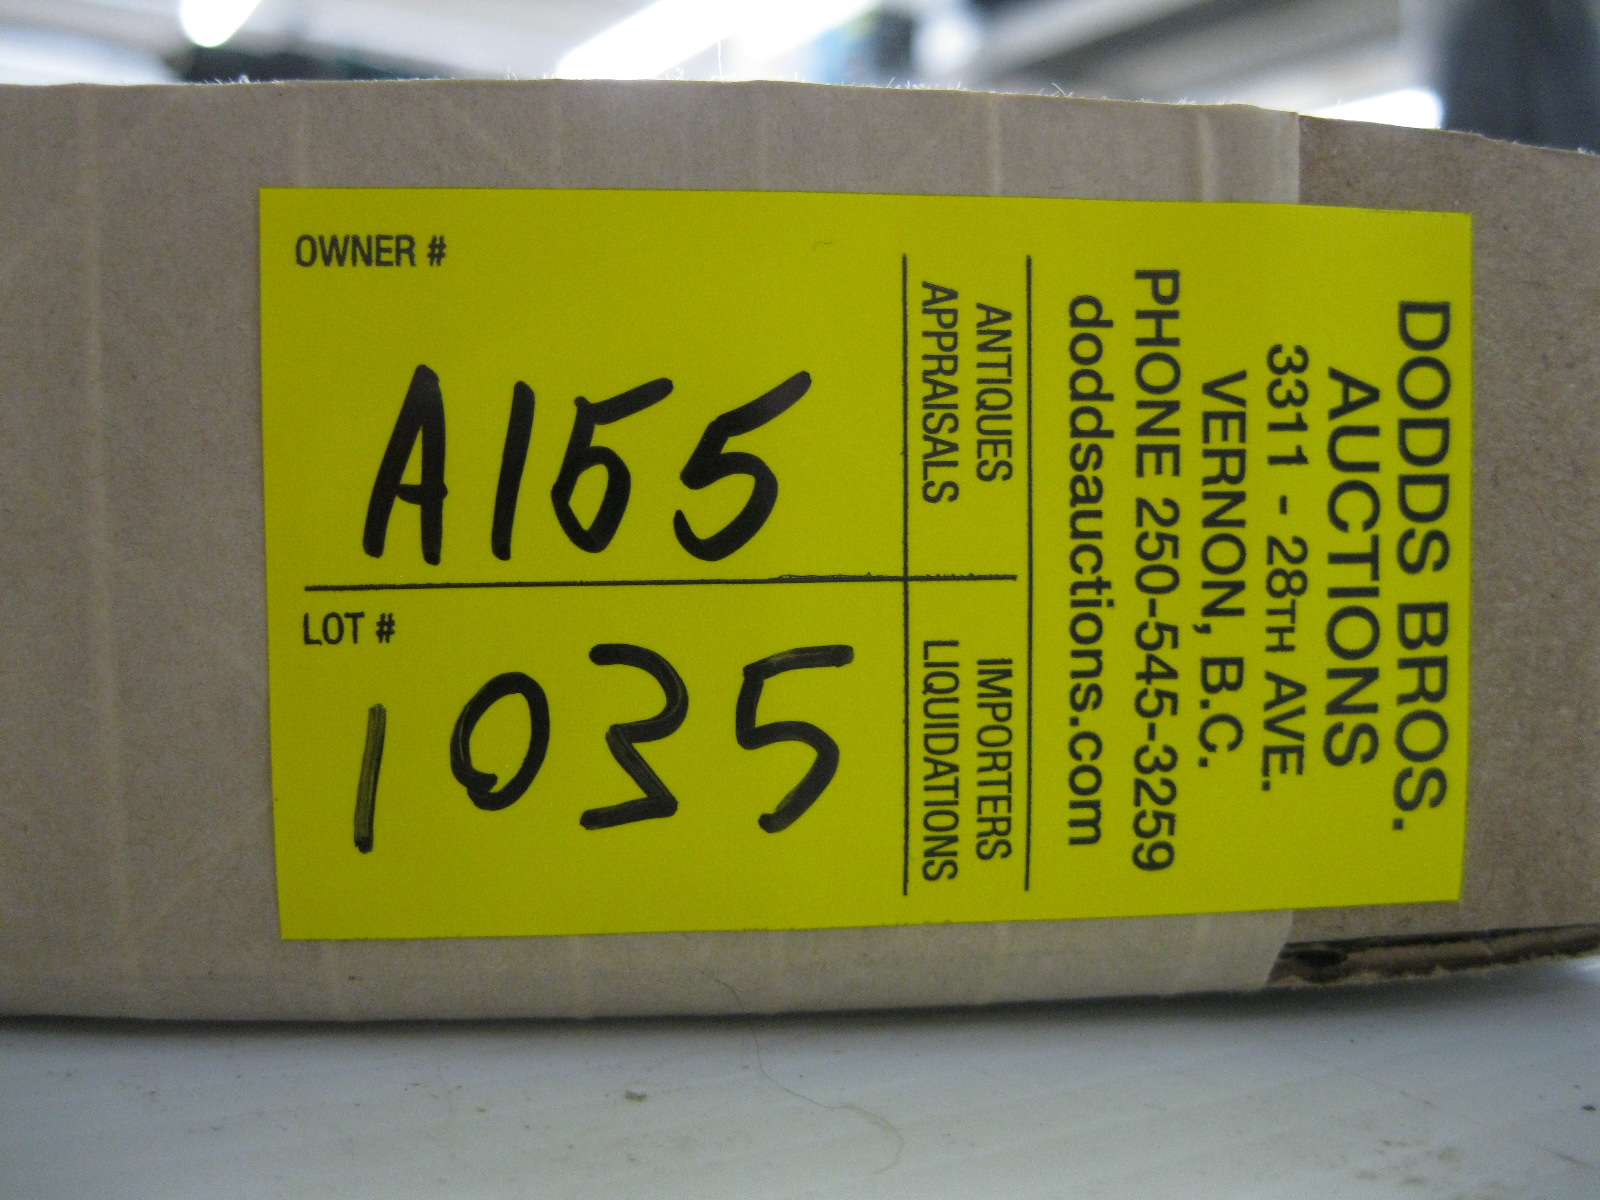 OWNER #
A155
LOT #
1035
ANTIQUES
APPRAISALS
IMPORTERS
LIQUIDATIONS
DODDS BROS.
AUCTIONS
3311 - 28TH AVE.
VERNON, B.C.
PHONE 250-545-3259
doddsauctions.com